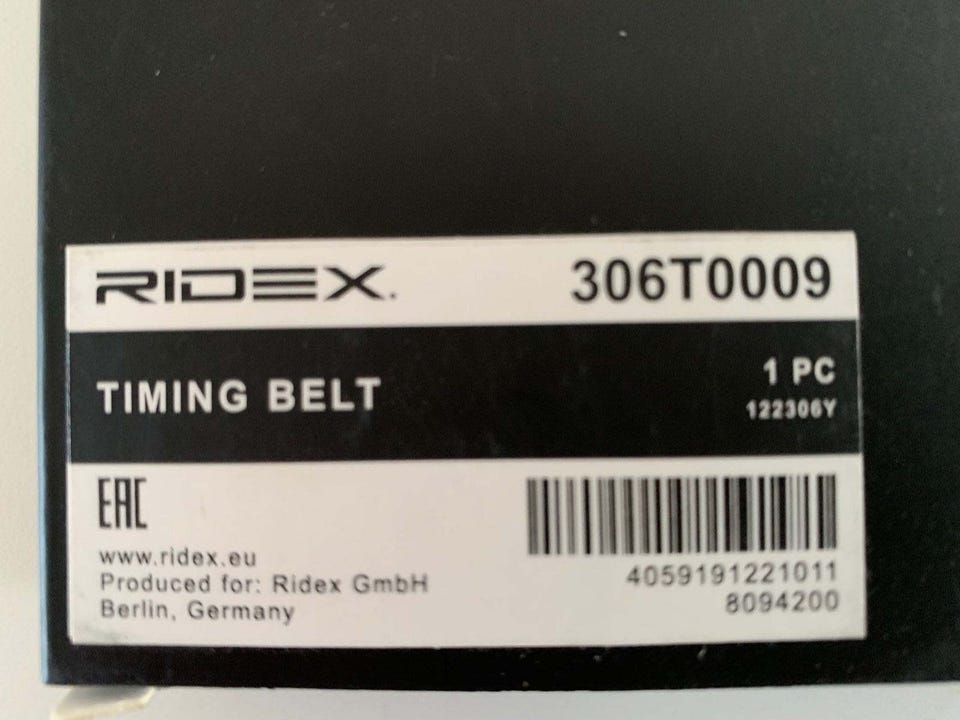 RIDEX. 306T0009
TIMING BELT
1 PC
122306Y
EAC
www.ridex.eu
Produced for: Ridex GmbH
Berlin, Germany
4059191221011
8094200